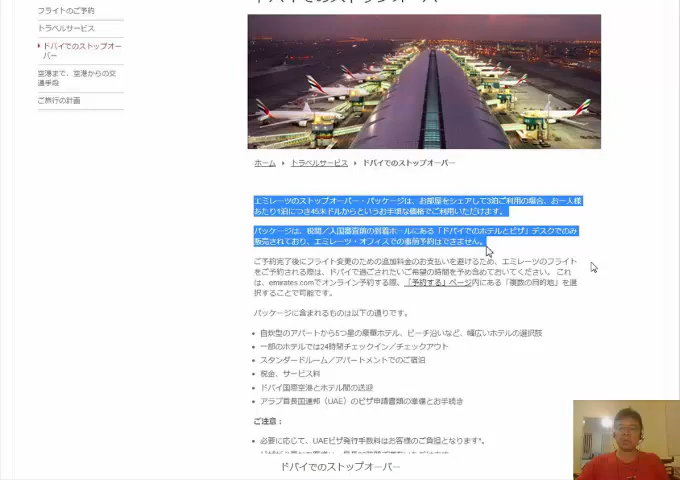 フライトのご予約
トラベルサービス
ドバイでのストップオー
バー
空港まで、空港からの交
通手段
ご旅行の計画
ドバイでのストップオーバー
ホーム
トラベルサービス
ドバイでのストップオーバー
エミレーツのストップオーバー・パッケージは、お部屋をシェアして3泊ご利用の場合、お一人様
あたり1泊につき45米ドルからというお手頃な価格でご利用いただけます。
パッケージは、税関／入国審査前の到着ホールにある「ドバイでのホテルとビザ」デスクでのみ
販売されており、エミレーツ・オフィスでの事前予約はできません。
ご予約完了後にフライト変更のための追加料金のお支払いを避けるため、エミレーツのフライト
をご予約される際は、ドバイで過ごされたいご希望の時間を予め含めておいてください。 これ
は、emirates.comでオンライン予約する際、「予約する」ページ内にある「複数の目的地」を選
択することで可能です。
パッケージに含まれるものは以下の通りです。
自炊型のアパートから5つ星の豪華ホテル、ビーチ沿いなど、幅広いホテルの選択肢
一部のホテルでは24時間チェックイン／チェックアウト
スタンダードルーム／アパートメントでのご宿泊
税金、サービス料
ドバイ国際空港とホテル間の送迎
アラブ首長国連邦（UAE）のビザ申請書類の準備とお手続き
ご注意：
必要に応じて、UAEビザ発行手数料はお客様のご負担となります*。
ドバイでのストップオーバー